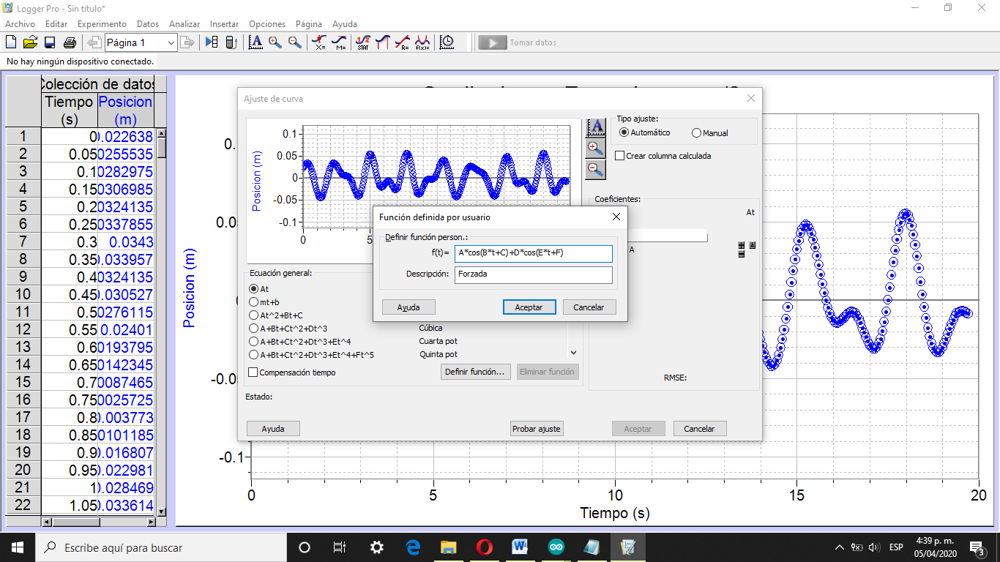 Logger Pro - Sin título*
Archivo Editar Experimento Datos Analizar Insertar Opciones Página Ayuda
Página 1
Tomar datos
No hay ningún dispositivo conectado.
Colección de datos
Tiempo (s) Posicion (m)
1 0 0.022638
2 0.05 0255535
3 0.1 0282975
4 0.15 0306985
5 0.2 0324135
6 0.25 0337855
7 0.3 0.0343
8 0.35 0.033957
9 0.4 0324135
10 0.45 0.030527
11 0.5 0276115
12 0.55 0.02401
13 0.6 0193795
14 0.65 0142345
15 0.7 0087465
16 0.75 0025725
17 0.8 0.003773
18 0.85 0101185
19 0.9 0.016807
20 0.95 0.022981
21 1 0.028469
22 1.05 0.033614
Ajuste de curva
0.1
0.05
0
-0.05
-0.1
Posicion (m)
0 5
Tipo ajuste:
Automático Manual
Crear columna calculada
Coeficientes:
At
A
RMSE:
Función definida por usuario
Definir función person.:
f(t)= A*cos(B*t+C)+D*cos(E*t+F)
Descripción: Forzada
Ayuda Aceptar Cancelar
Ecuación general:
At
mt+b
At^2+Bt+C
A+Bt+Ct^2+Dt^3 Cúbica
A+Bt+Ct^2+Dt^3+Et^4 Cuarta pot
A+Bt+Ct^2+Dt^3+Et^4+Ft^5 Quinta pot
Compensación tiempo
Definir función... Eliminar función
Estado:
Ayuda Probar ajuste Aceptar Cancelar
Posicion (m)
-0.1
0 5 10 15 20
Tiempo (s)
Escribe aquí para buscar
ESP
4:39 p. m.
05/04/2020
3